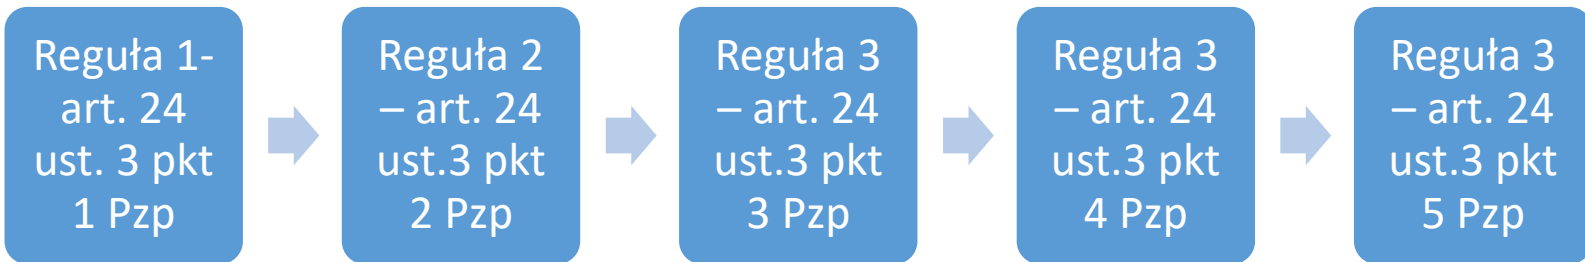 Reguła 1-
art. 24
ust. 3 pkt
1 Pzp
Reguła 2
– art. 24
ust.3 pkt
2 Pzp
Reguła 3
– art. 24
ust.3 pkt
3 Pzp
Reguła 3
– art. 24
ust.3 pkt
4 Pzp
Reguła 3
– art. 24
ust.3 pkt
5 Pzp